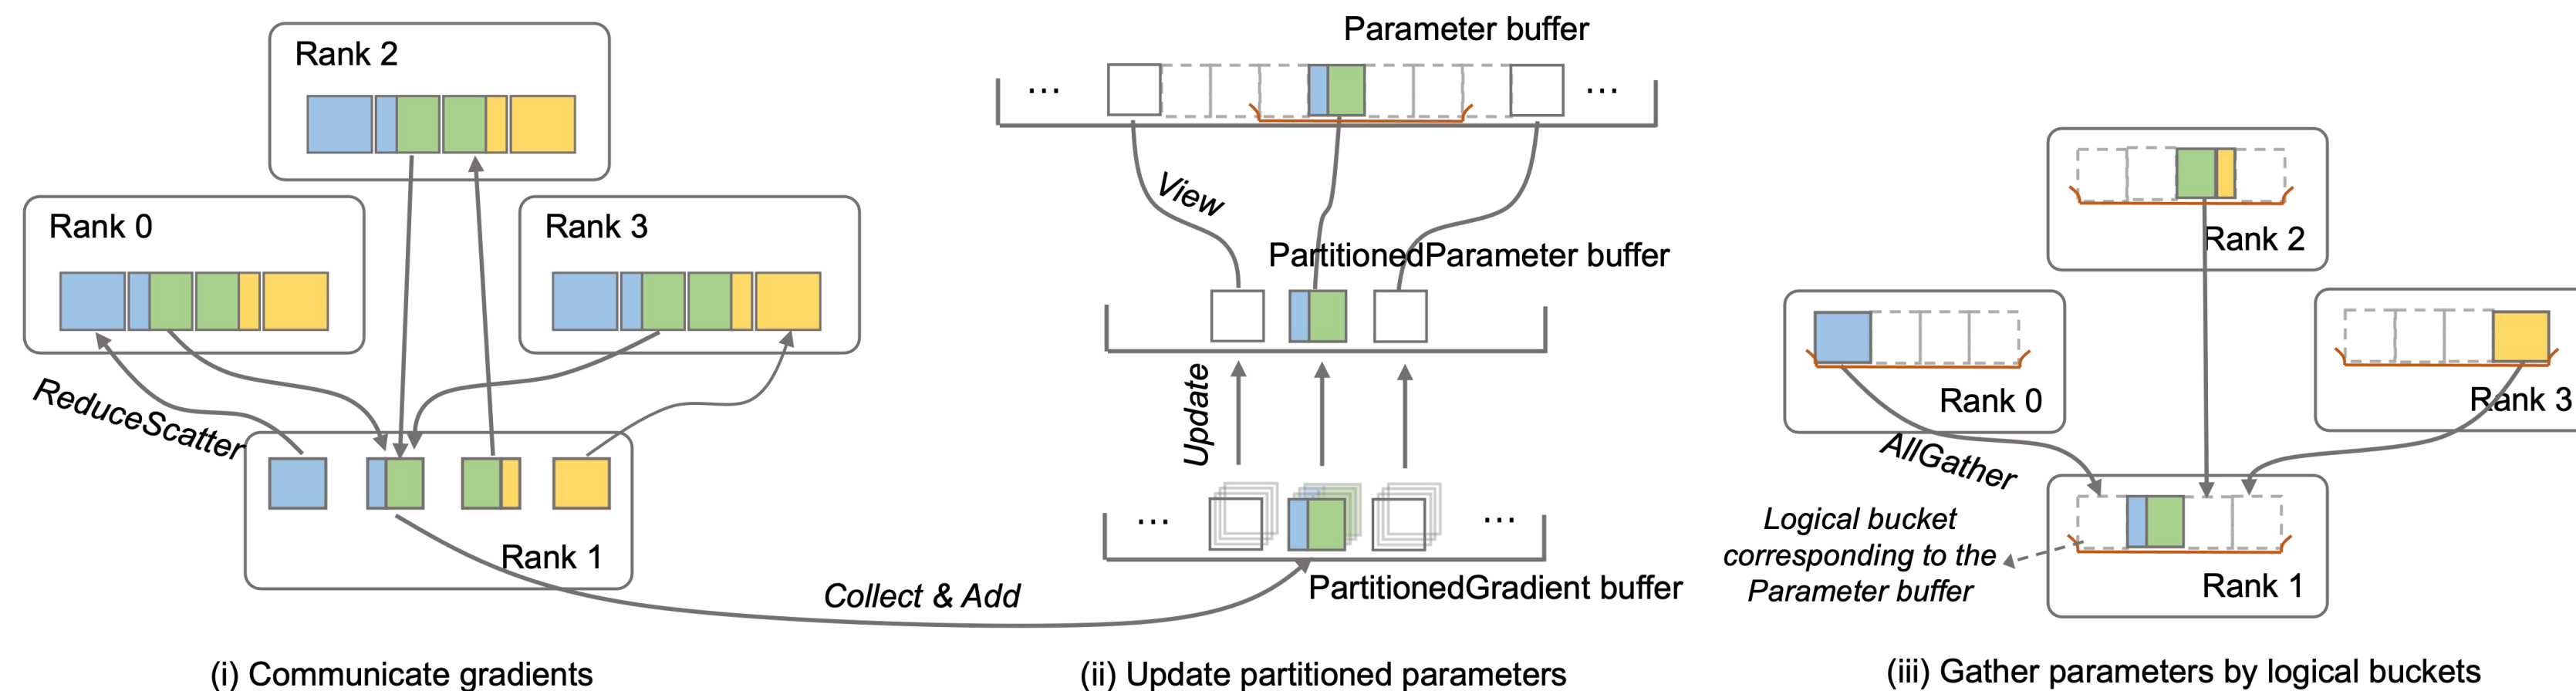 Rank 2
Rank 0
Rank 3
ReduceScatter
Rank 1
Collect & Add
(i) Communicate gradients
Parameter buffer
...
...
View
PartitionedParameter buffer
Update
...
...
PartitionedGradient buffer
(ii) Update partitioned parameters
Rank 2
Rank 0
Rank 3
AllGather
Logical bucket
corresponding to the
Parameter buffer
Rank 1
(iii) Gather parameters by logical buckets